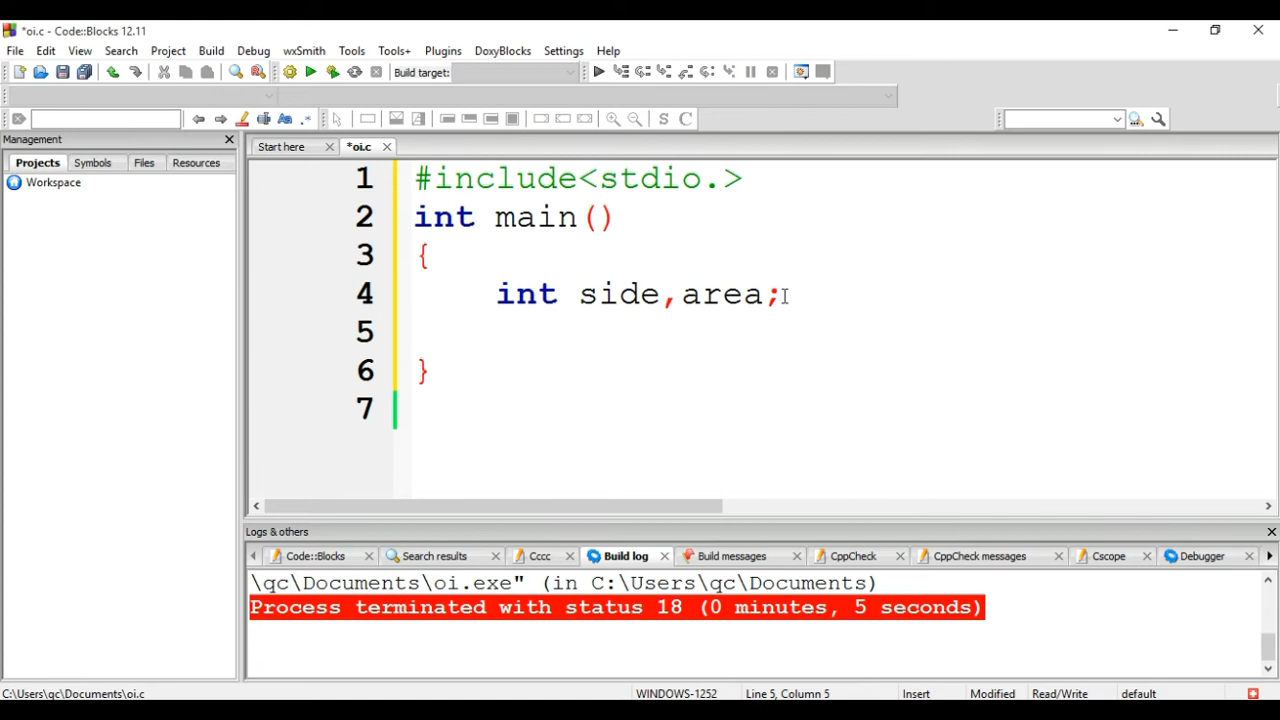 *oi.c - Code::Blocks 12.11
File Edit View Search Project Build Debug wxSmith Tools Tools+ Plugins DoxyBlocks Settings Help
Build target:
S C
Management
Projects Symbols Files Resources
Workspace
Start here *oi.c
1 #include<stdio.>
2 int main()
3 {
4 int side,area;
5
6 }
7
Logs & others
Code::Blocks Search results Cccc Build log Build messages CppCheck CppCheck messages Cscope Debugger
\qc\Documents\oi.exe" (in C:\Users\qc\Documents)
Process terminated with status 18 (0 minutes, 5 seconds)
C:\Users\qc\Documents\oi.c WINDOWS-1252 Line 5, Column 5 Insert Modified Read/Write default